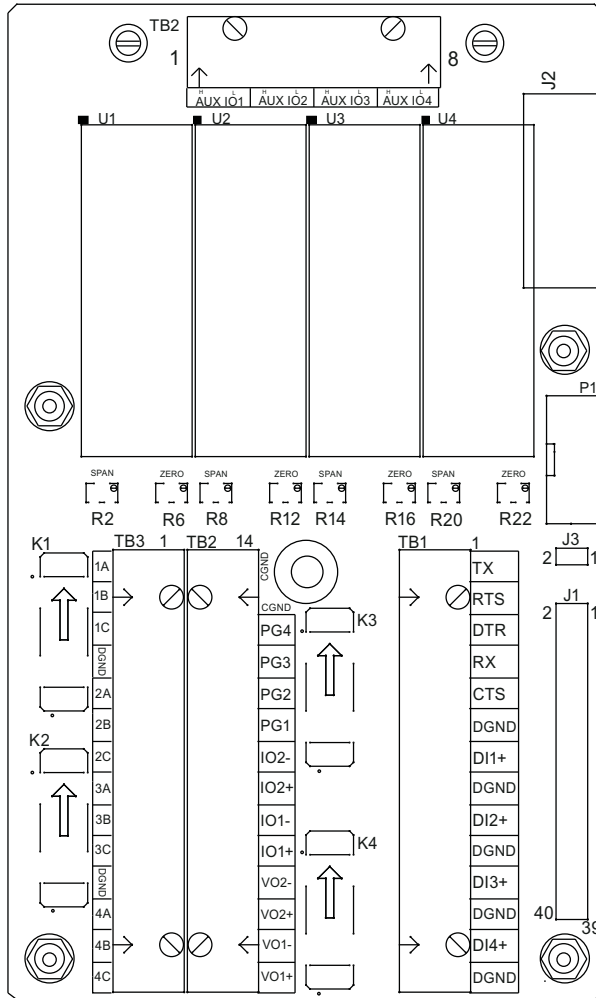 TB2
1
8
J2
H L H L H L H L
AUX IO1 AUX IO2 AUX IO3 AUX IO4
U1 U2 U3 U4
P1
SPAN ZERO SPAN ZERO SPAN ZERO SPAN ZERO
R2 R6 R8 R12 R14 R16 R20 R22
K1
TB3 1 TB2 14
TB1 1
J3
2 1
J1
2 1
40 39
1A
1B
1C
DGND
2A
2B
2C
3A
3B
3C
DGND
4A
4B
4C
K2
CGND
CGND
PG4
PG3
PG2
PG1
IO2-
IO2+
IO1-
IO1+
VO2-
VO2+
VO1-
VO1+
K3
K4
TX
RTS
DTR
RX
CTS
DGND
DI1+
DGND
DI2+
DGND
DI3+
DGND
DI4+
DGND